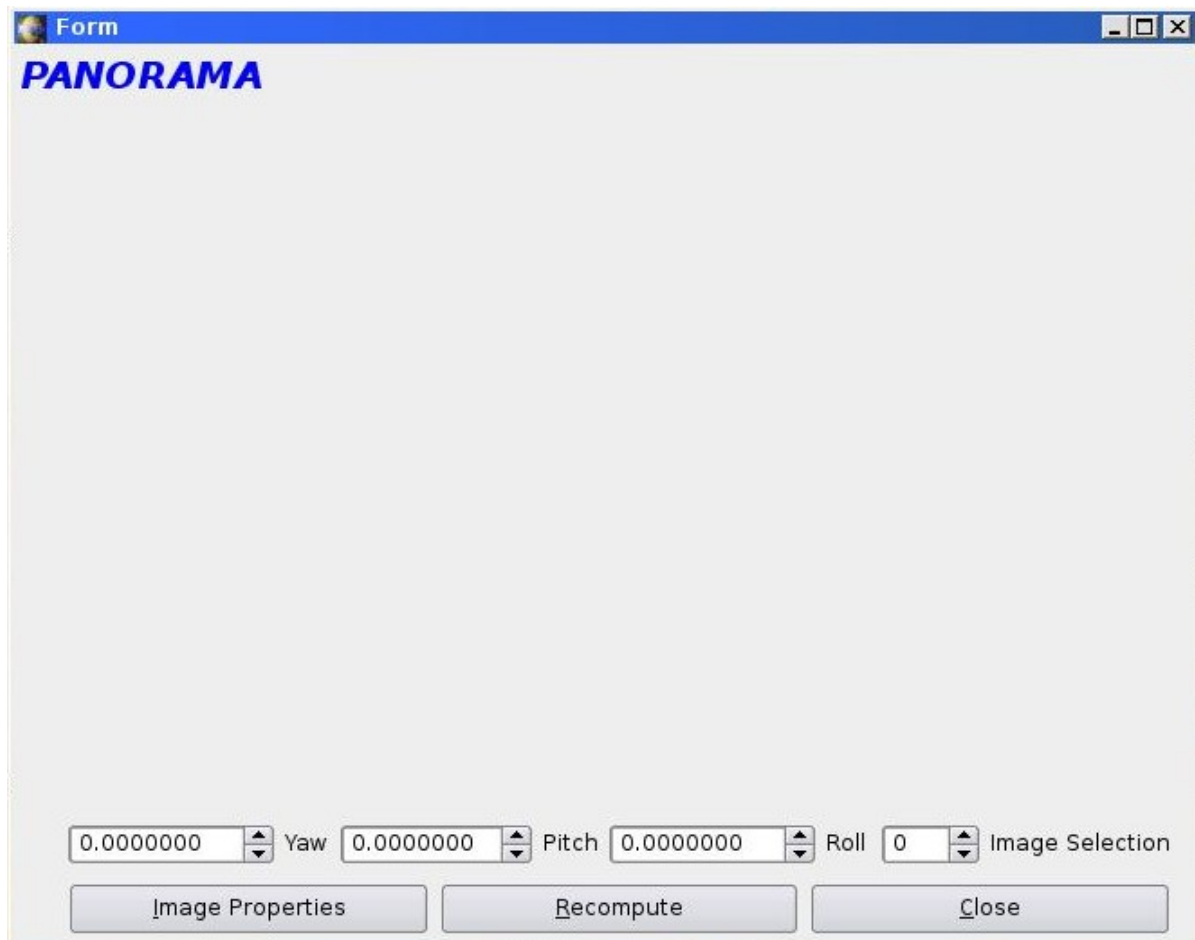 Form
PANORAMA
0.0000000 Yaw 0.0000000 Pitch 0.0000000 Roll 0 Image Selection
Image Properties Recompute Close